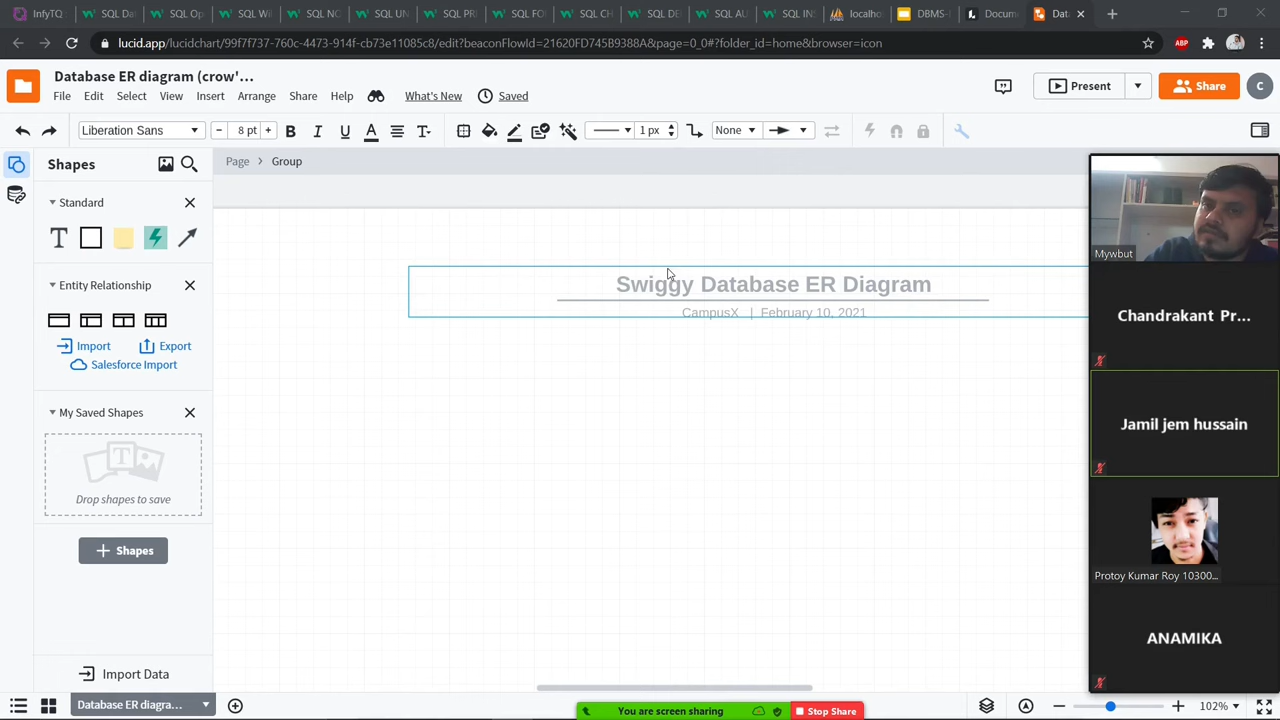 InfyTQ
SQL Da
SQL Op
SQL Wi
SQL NO
SQL UN
SQL PR
SQL FO
SQL CH
SQL DE
SQL AU
SQL INS
localho
DBMS-
Docum
Dat
lucid.app/lucidchart/99f7f737-760c-4473-914f-cb73e11085c8/edit?beaconFlowId=21620FD745B9388A&page=0_0#?folder_id=home&browser=icon
ABP
Database ER diagram (crow'...
File Edit Select View Insert Arrange Share Help What's New Saved
Present
Share
C
Liberation Sans
8 pt
B I U A T
1 px
None
Shapes
Page > Group
Standard
T
Entity Relationship
Import
Export
Salesforce Import
My Saved Shapes
T
Drop shapes to save
+ Shapes
Import Data
Swiggy Database ER Diagram
CampusX | February 10, 2021
Mywbut
Chandrakant Pr...
Jamil jem hussain
Protoy Kumar Roy 10300...
ANAMIKA
Database ER diagra...
You are screen sharing
Stop Share
102%